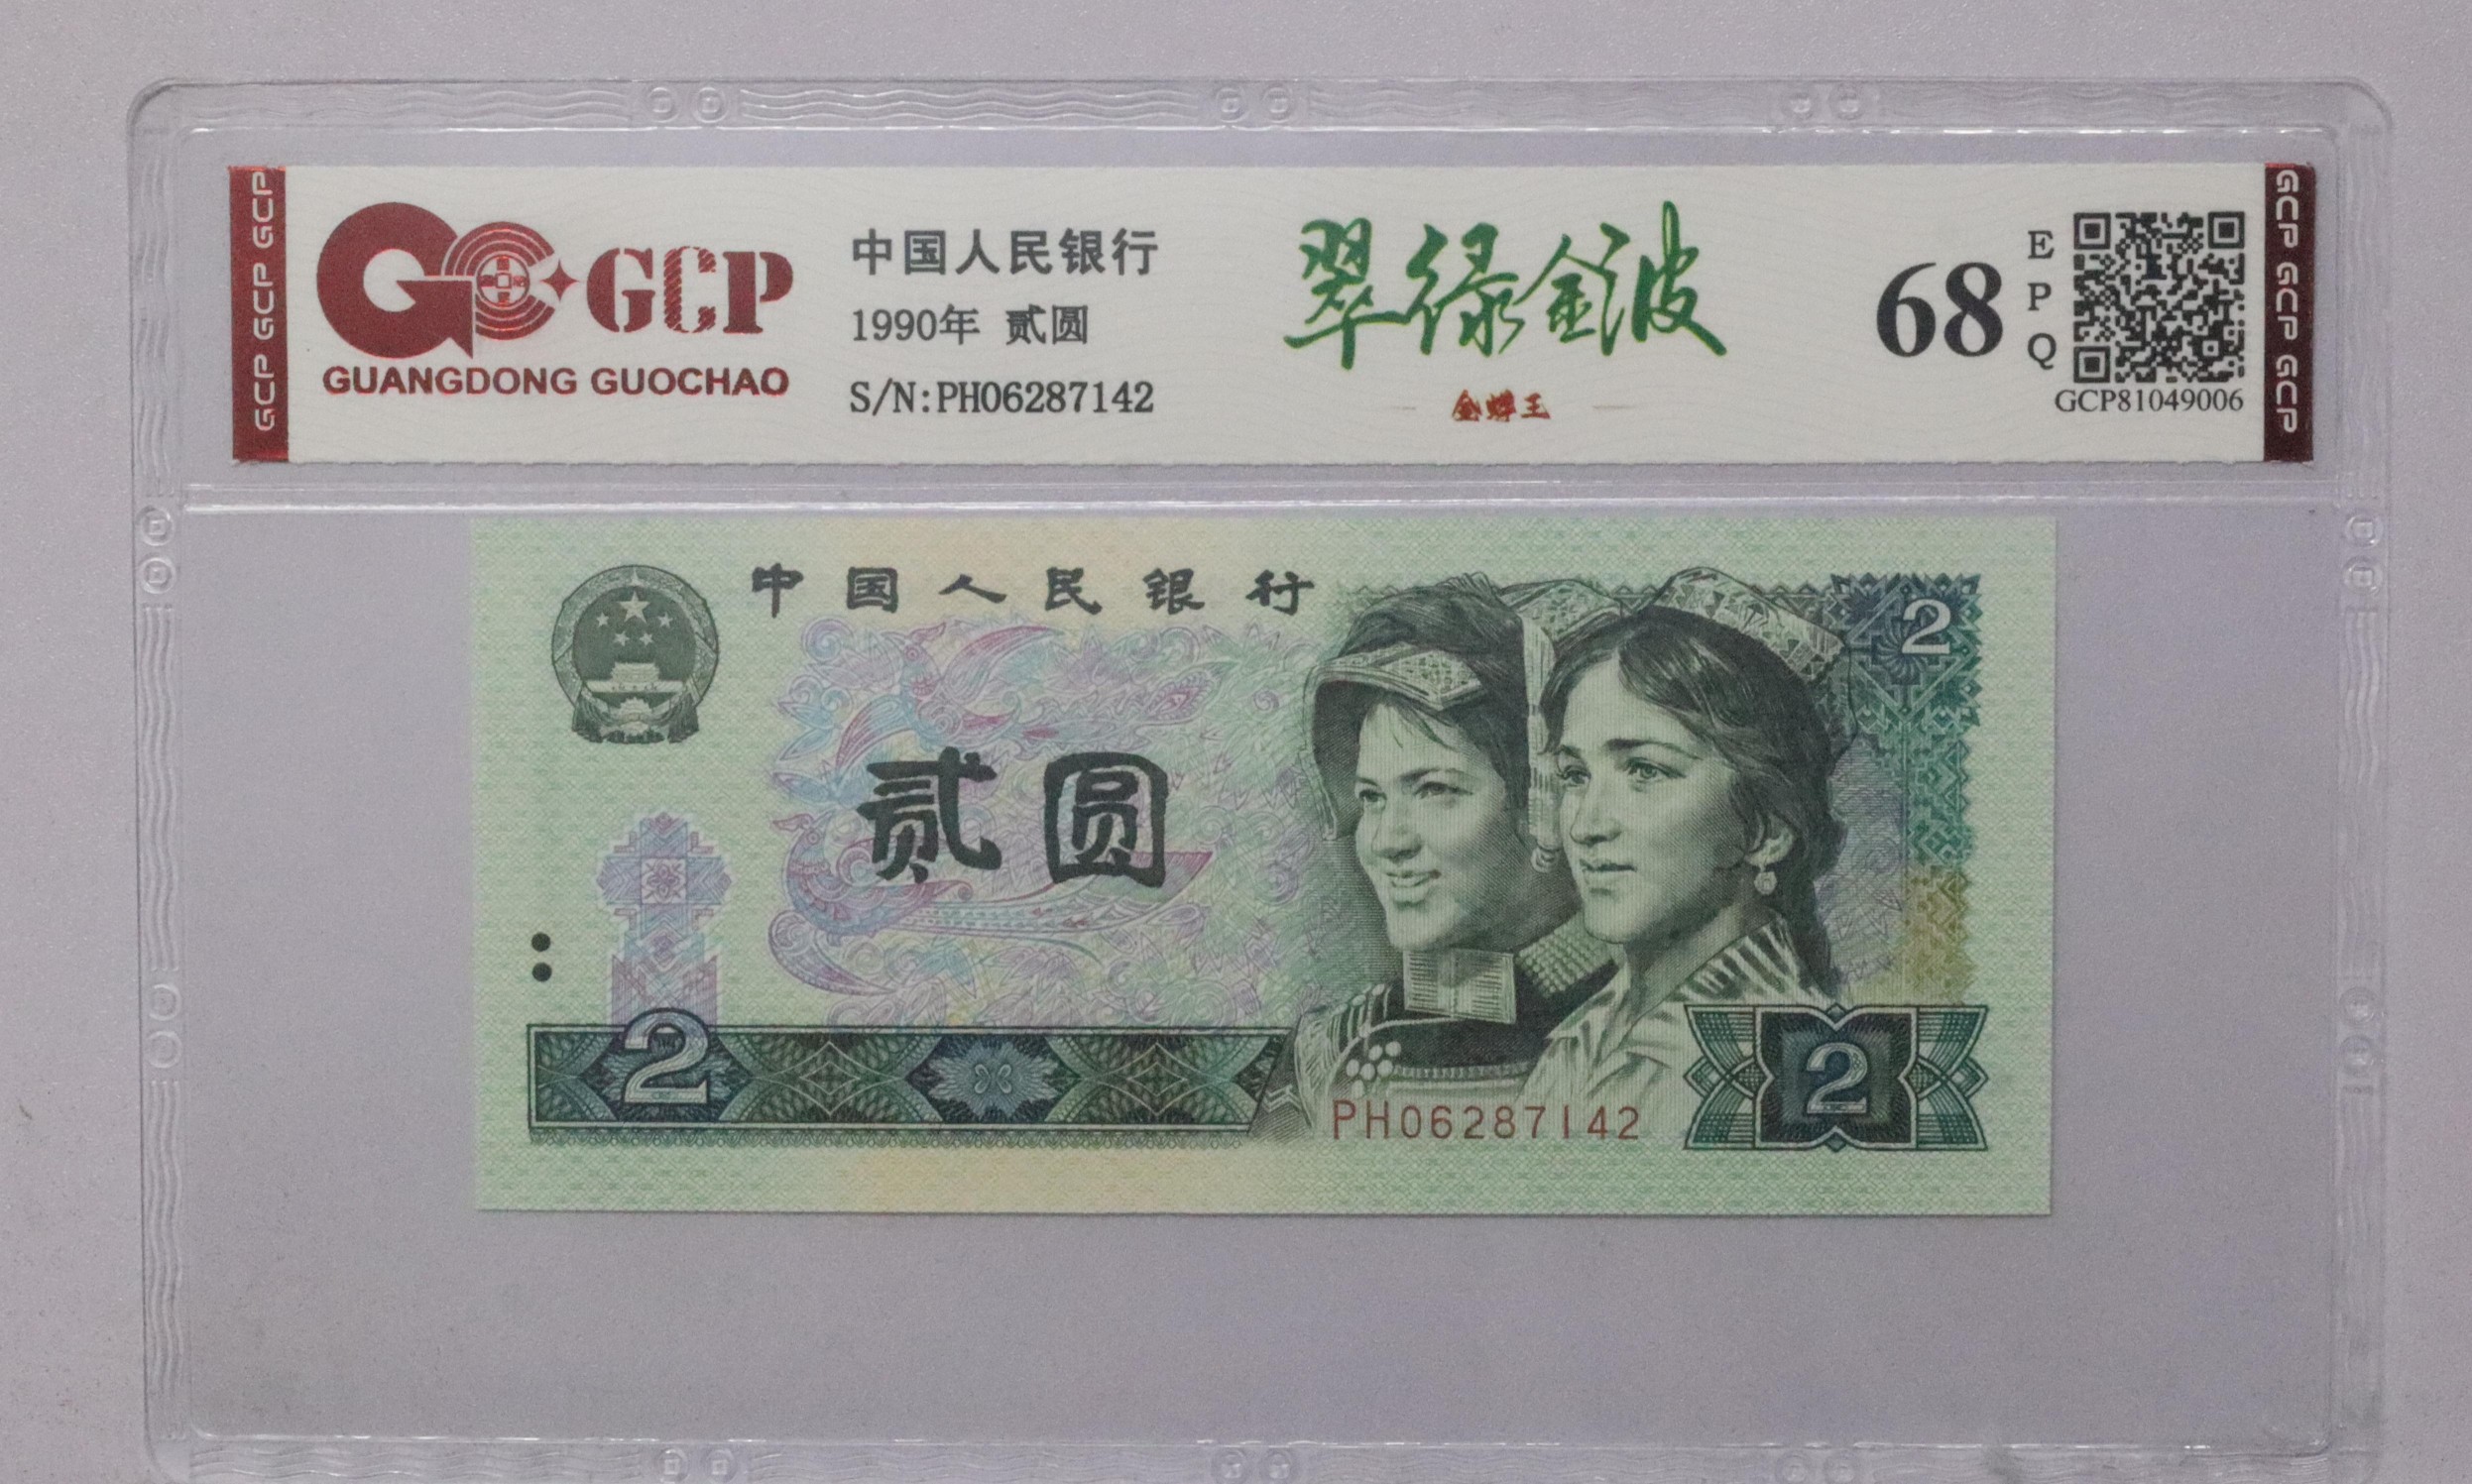 GCP GCP GCP
GCP
GUANGDONG GUOCHAO
中国人民银行
1990年 贰圆
S/N:PH06287142
翠绿金波
金蝉王
68
EPQ
GCP81049006
GCP GCP GCP
中国人民银行
贰圆
2
2
2
PH06287142